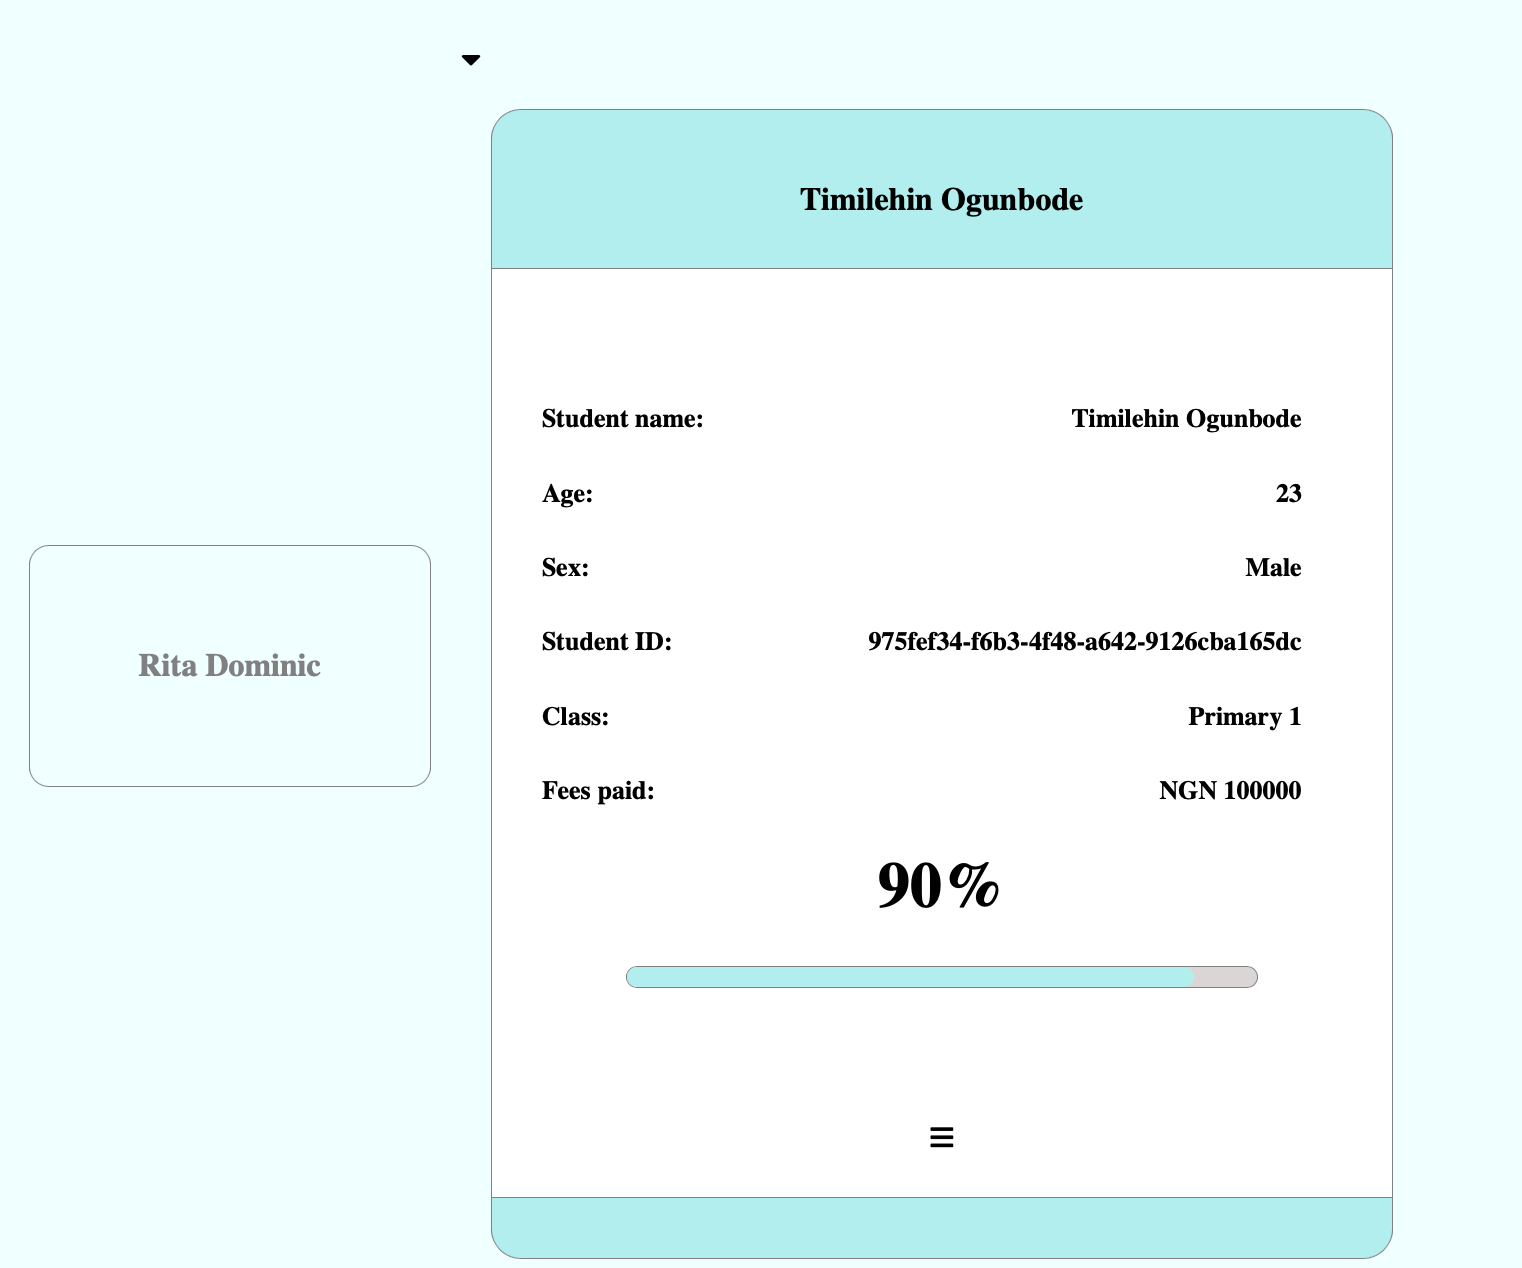 Timilehin Ogunbode
Student name: Timilehin Ogunbode
Age: 23
Sex: Male
Student ID: 975fef34-f6b3-4f48-a642-9126cba165dc
Class: Primary 1
Fees paid: NGN 100000
90%
Rita Dominic